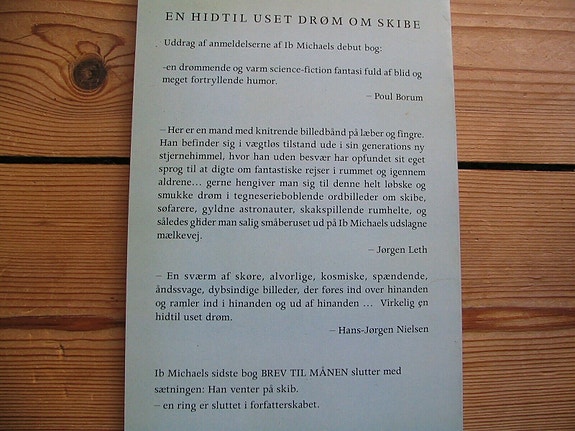 EN HIDTIL USET DRØM OM SKIBE
Uddrag af anmeldelserne af Ib Michaels debut bog:
-en drømmende og varm science-fiction fantasi fuld af blid og
meget fortryllende humor.
– Poul Borum
– Her er en mand med knitrende billedbånd på læber og fingre.
Han befinder sig i vægtløs tilstand ude i sin generations ny
stjernehimmel, hvor han uden besvær har opfundet sit eget
sprog til at digte om fantastiske rejser i rummet og igennem
aldrene... gerne hengiver man sig til denne helt løbske og
smukke drøm i tegneserieboblende ordbilleder om skibe,
søfarere, gyldne astronauter, skakspillende rumhelte, og
således glider man salig småberuset ud på Ib Michaels udslagne
mælkevej.
– Jørgen Leth
– En sværm af skøre, alvorlige, kosmiske, spændende,
åndssvage, dybsindige billeder, der føres ind over hinanden
og ramler ind i hinanden og ud af hinanden ... Virkelig en
hidtil uset drøm.
– Hans-Jørgen Nielsen
Ib Michaels sidste bog BREV TIL MÅNEN slutter med
sætningen: Han venter på skib.
– en ring er sluttet i forfatterskabet.